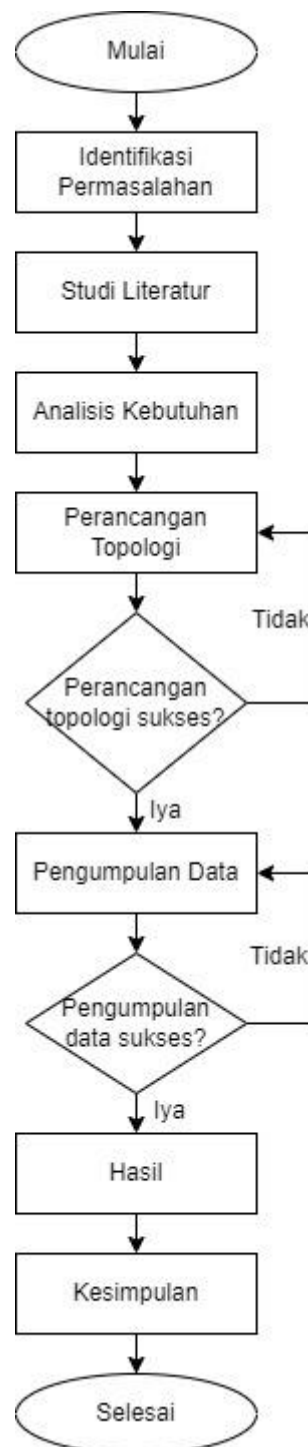 Mulai
Identifikasi
Permasalahan
Studi Literatur
Analisis Kebutuhan
Perancangan
Topologi
Tidak
Perancangan
topologi sukses?
Iya
Pengumpulan Data
Tidak
Pengumpulan
data sukses?
Iya
Hasil
Kesimpulan
Selesai